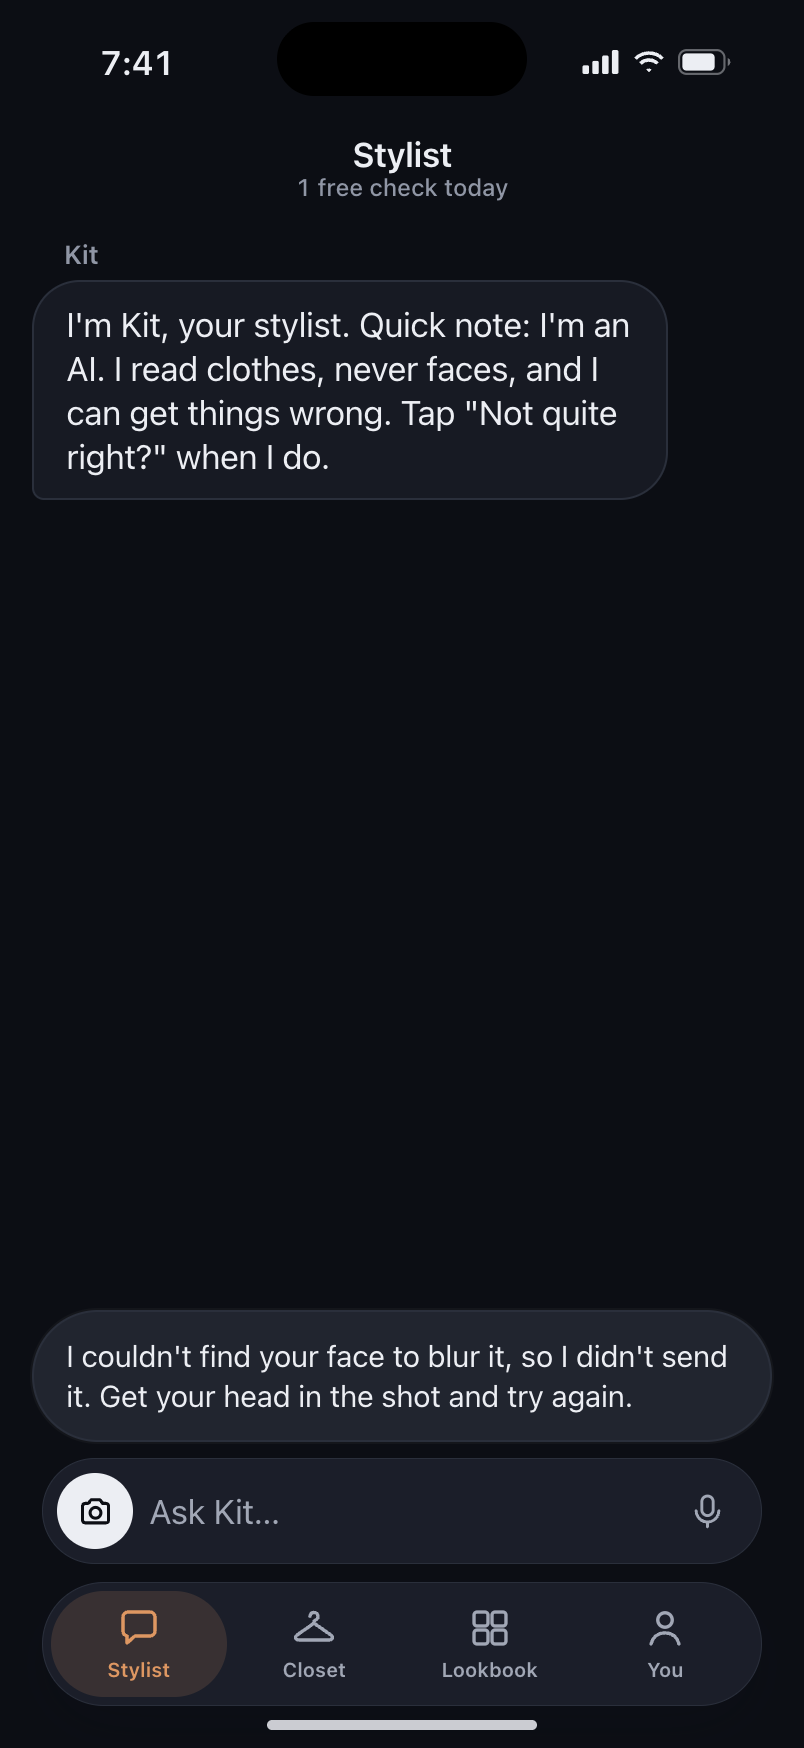 7:41
Stylist
1 free check today
Kit
I'm Kit, your stylist. Quick note: I'm an
AI. I read clothes, never faces, and I
can get things wrong. Tap "Not quite
right?" when I do.
I couldn't find your face to blur it, so I didn't send
it. Get your head in the shot and try again.
Ask Kit...
Stylist
Closet
Lookbook
You